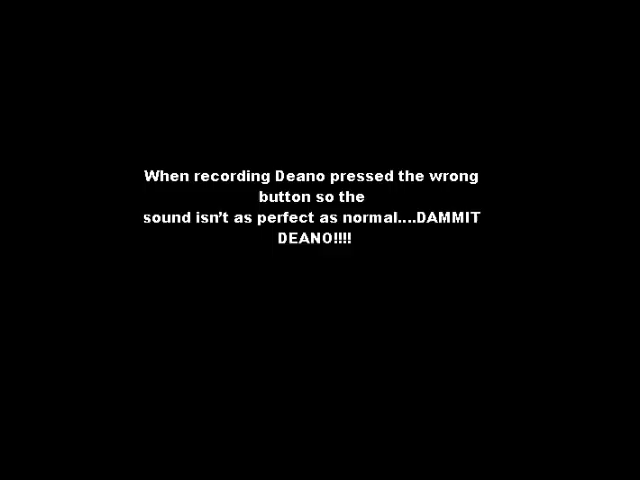 When recording Deano pressed the wrong
button so the
sound isn't as perfect as normal....DAMMIT
DEANO!!!!